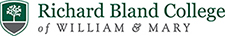 Richard Bland College
of WILLIAM & MARY